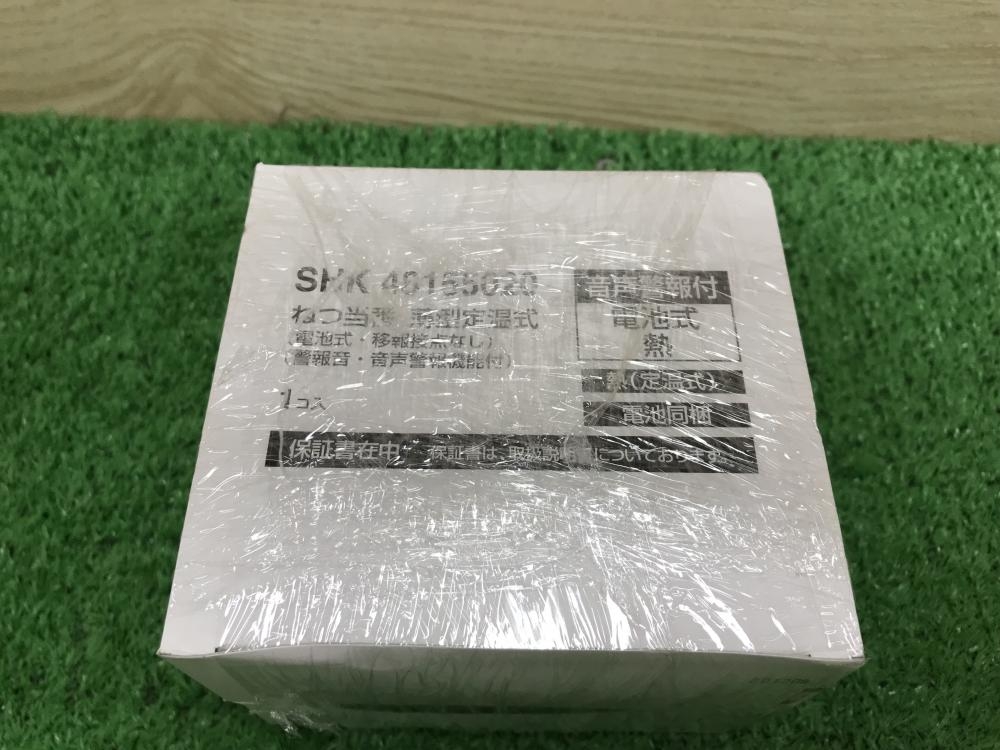 SHK 48155020
ねつ当番 薄型定温式
(電池式・移報接点なし)
(警報音・音声警報機能付)
1コ入
音声警報付
電池式
熱
熱(定温式)
電池同梱
保証書在中 保証書は、取扱説明書についております。